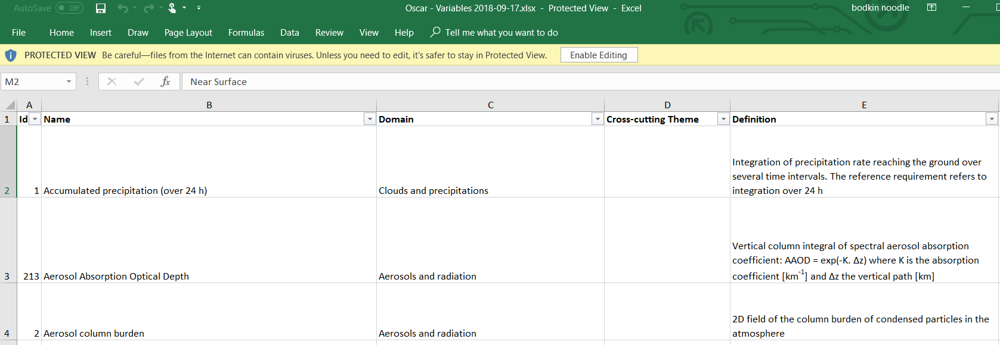 AutoSave Off
Oscar - Variables 2018-09-17.xlsx - Protected View - Excel
bodkin noodle
File Home Insert Draw Page Layout Formulas Data Review View Help Tell me what you want to do
PROTECTED VIEW Be careful—files from the Internet can contain viruses. Unless you need to edit, it's safer to stay in Protected View. Enable Editing
M2 fx Near Surface
A B C D E
1 Id Name Domain Cross-cutting Theme Definition
Integration of precipitation rate reaching the ground over
several time intervals. The reference requirement refers to
2 1 Accumulated precipitation (over 24 h) Clouds and precipitations integration over 24 h
Vertical column integral of spectral aerosol absorption
coefficient: AAOD = exp(-K. Δz) where K is the absorption
3 213 Aerosol Absorption Optical Depth Aerosols and radiation coefficient [km⁻¹] and Δz the vertical path [km]
2D field of the column burden of condensed particles in the
4 2 Aerosol column burden Aerosols and radiation atmosphere